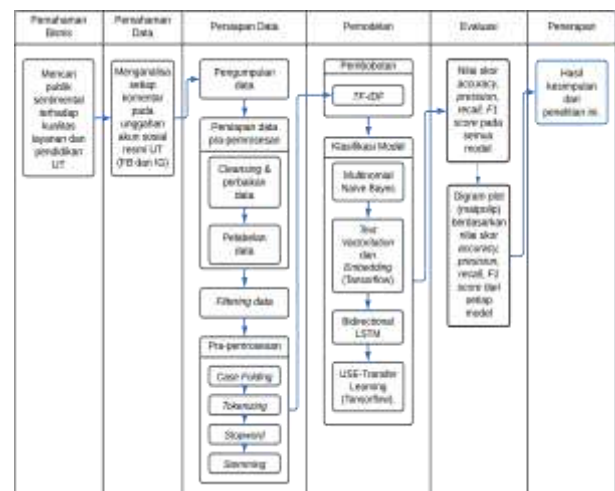 Pemahaman
Bisnis
Pemahaman
Data
Persiapan Data
Pemodelan
Evaluasi
Penerapan
Mencari
publik
sentimental
terhadap
kualitas
layanan dan
pendidikan
UT
Menganalisa
setiap
komentar
pada
unggahan
akun sosial
resmi UT
(FB dan IG)
Pengumpulan
data
Persiapan data
pra-pemrosesan
Cleansing &
perbaikan
data
Pelabelan
data
Filtering data
Pra-pemrosesan
Case Folding
Tokenizing
Stopword
Stemming
Pembobotan
TF-IDF
Klasifikasi Model
Multinomial
Naive Bayes
Text
Vectorization
dan
Embedding
(Tensorflow)
Bidirectional
LSTM
USE-Transfer
Learning
(Tensorflow).
Nilai skor
accuracy,
precision,
recall, F1
score pada
semua
model
Digram plot
(matplotlip)
berdasarkan
nilai skor
accuracy,
precision,
recall, F1
score dari
setiap
model
Hasil
kesimpulan
dari
penelitian ini.